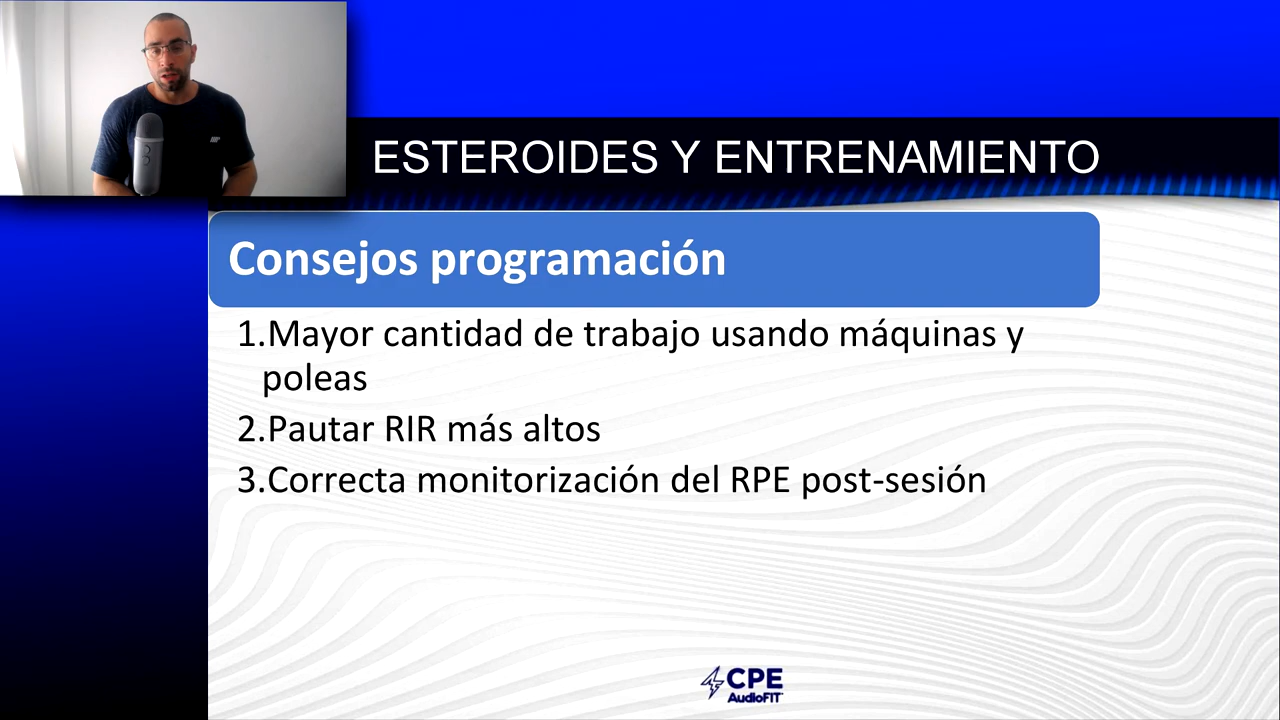 ESTEROIDES Y ENTRENAMIENTO
Consejos programación
1.Mayor cantidad de trabajo usando máquinas y
poleas
2.Pautar RIR más altos
3.Correcta monitorización del RPE post-sesión
CPE
AudioFIT